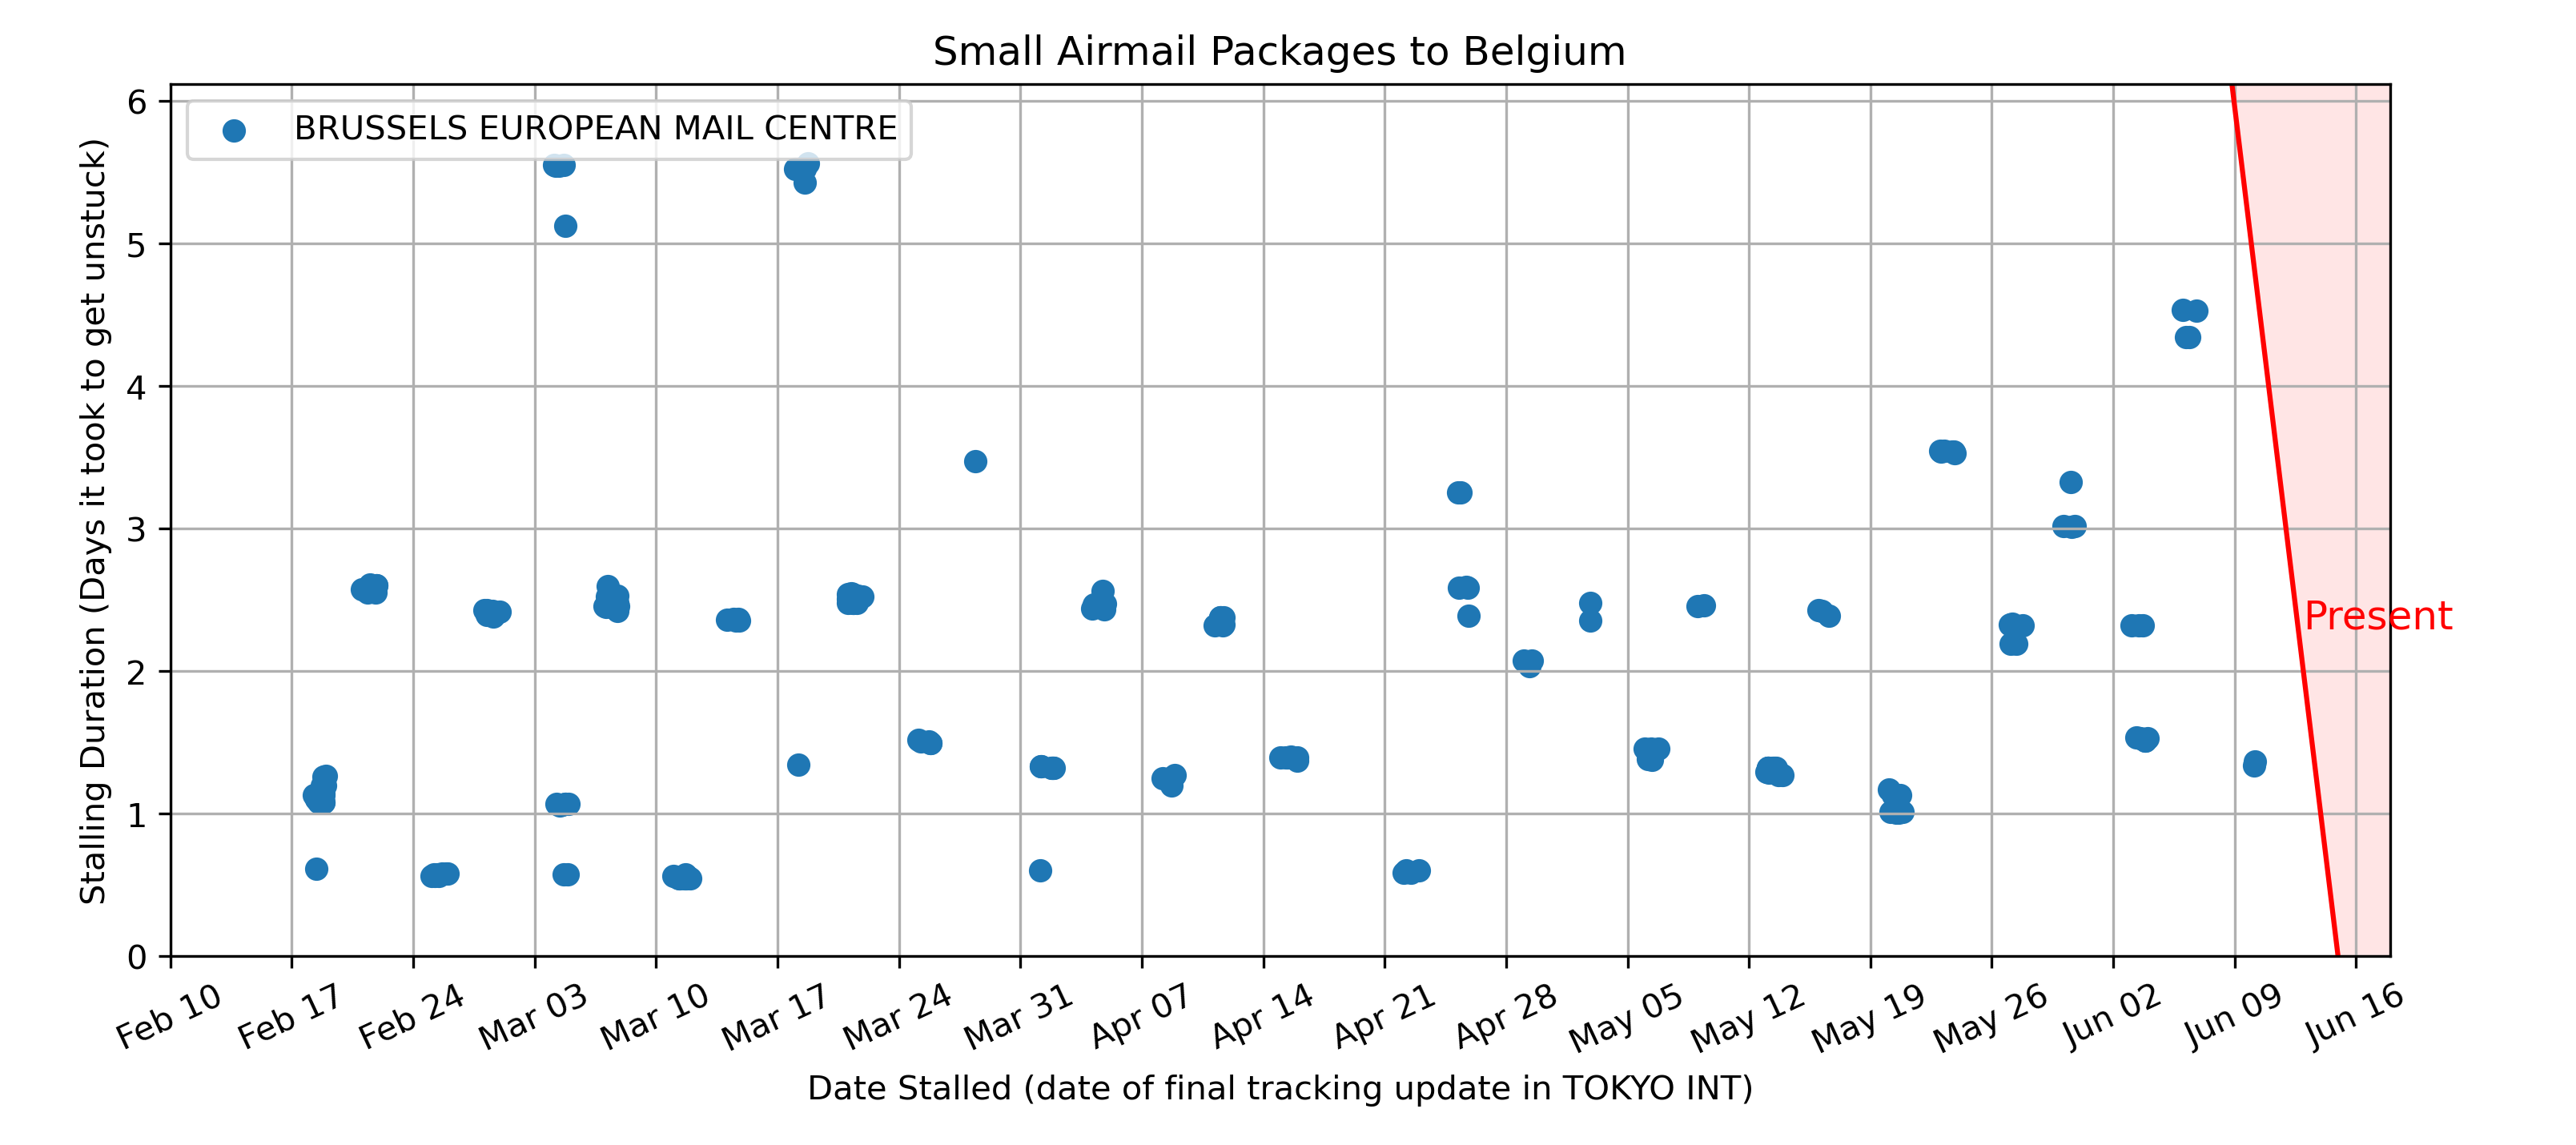 Small Airmail Packages to Belgium
BRUSSELS EUROPEAN MAIL CENTRE
Stalling Duration (Days it took to get unstuck)
6
5
4
3
2
1
0
Present
Feb 10
Feb 17
Feb 24
Mar 03
Mar 10
Mar 17
Mar 24
Mar 31
Apr 07
Apr 14
Apr 21
Apr 28
May 05
May 12
May 19
May 26
Jun 02
Jun 09
Jun 16
Date Stalled (date of final tracking update in TOKYO INT)